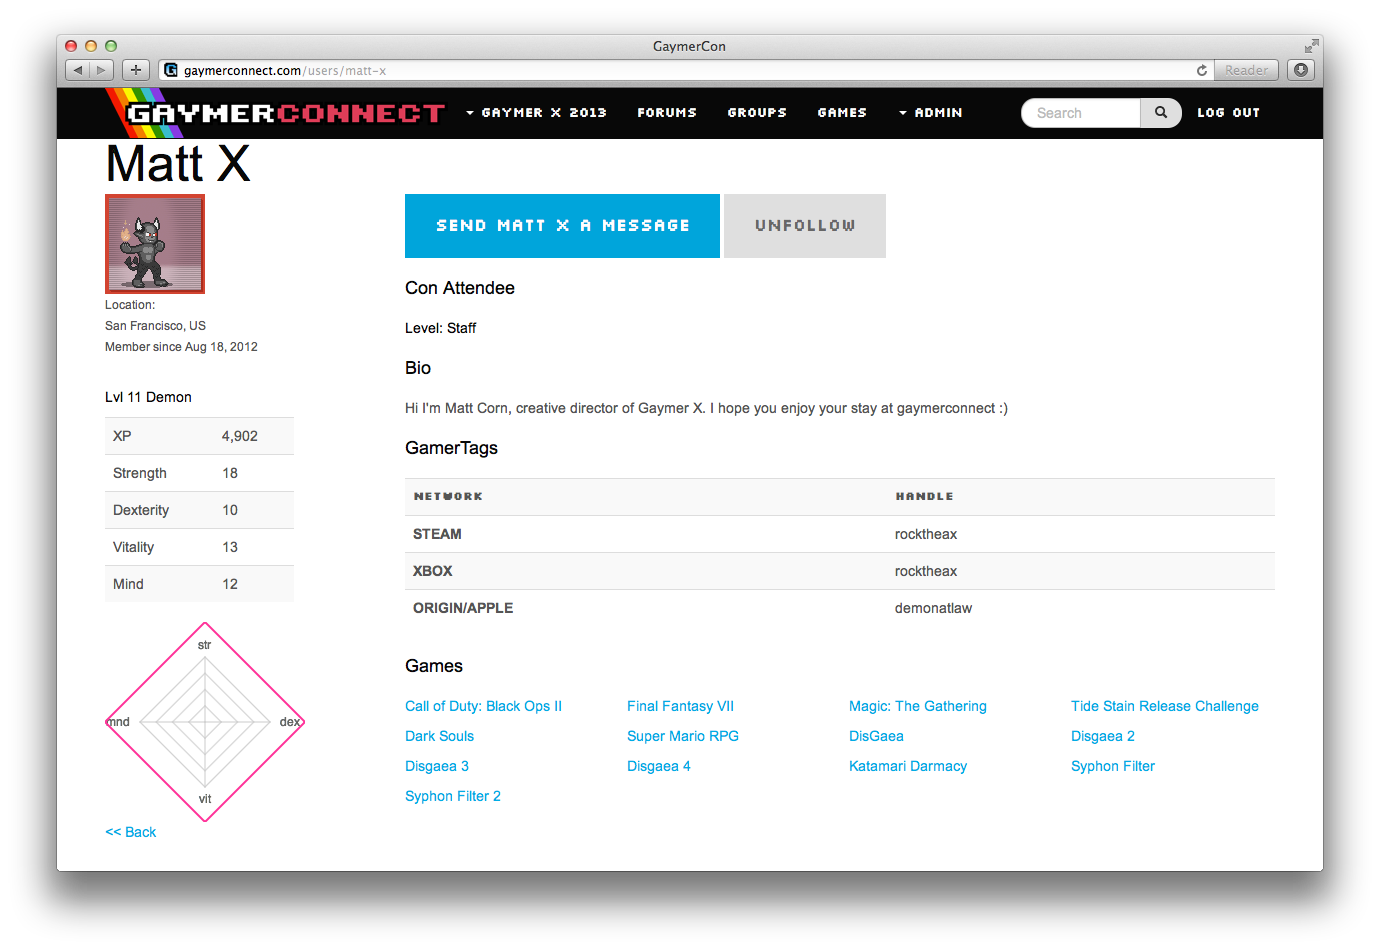 GaymerCon
gaymerconnect.com/users/matt-x
Reader
GAYMERCONNECT
GAYMER X 2013
FORUMS
GROUPS
GAMES
ADMIN
Search
LOG OUT
Matt X
SEND MATT X A MESSAGE
UNFOLLOW
Location:
San Francisco, US
Member since Aug 18, 2012
Lvl 11 Demon
XP 4,902
Strength 18
Dexterity 10
Vitality 13
Mind 12
str
mnd
dex
vit
<< Back
Con Attendee
Level: Staff
Bio
Hi I'm Matt Corn, creative director of Gaymer X. I hope you enjoy your stay at gaymerconnect :)
GamerTags
NETWORK HANDLE
STEAM rocktheax
XBOX rocktheax
ORIGIN/APPLE demonatlaw
Games
Call of Duty: Black Ops II Final Fantasy VII Magic: The Gathering Tide Stain Release Challenge
Dark Souls Super Mario RPG DisGaea Disgaea 2
Disgaea 3 Disgaea 4 Katamari Darmacy Syphon Filter
Syphon Filter 2